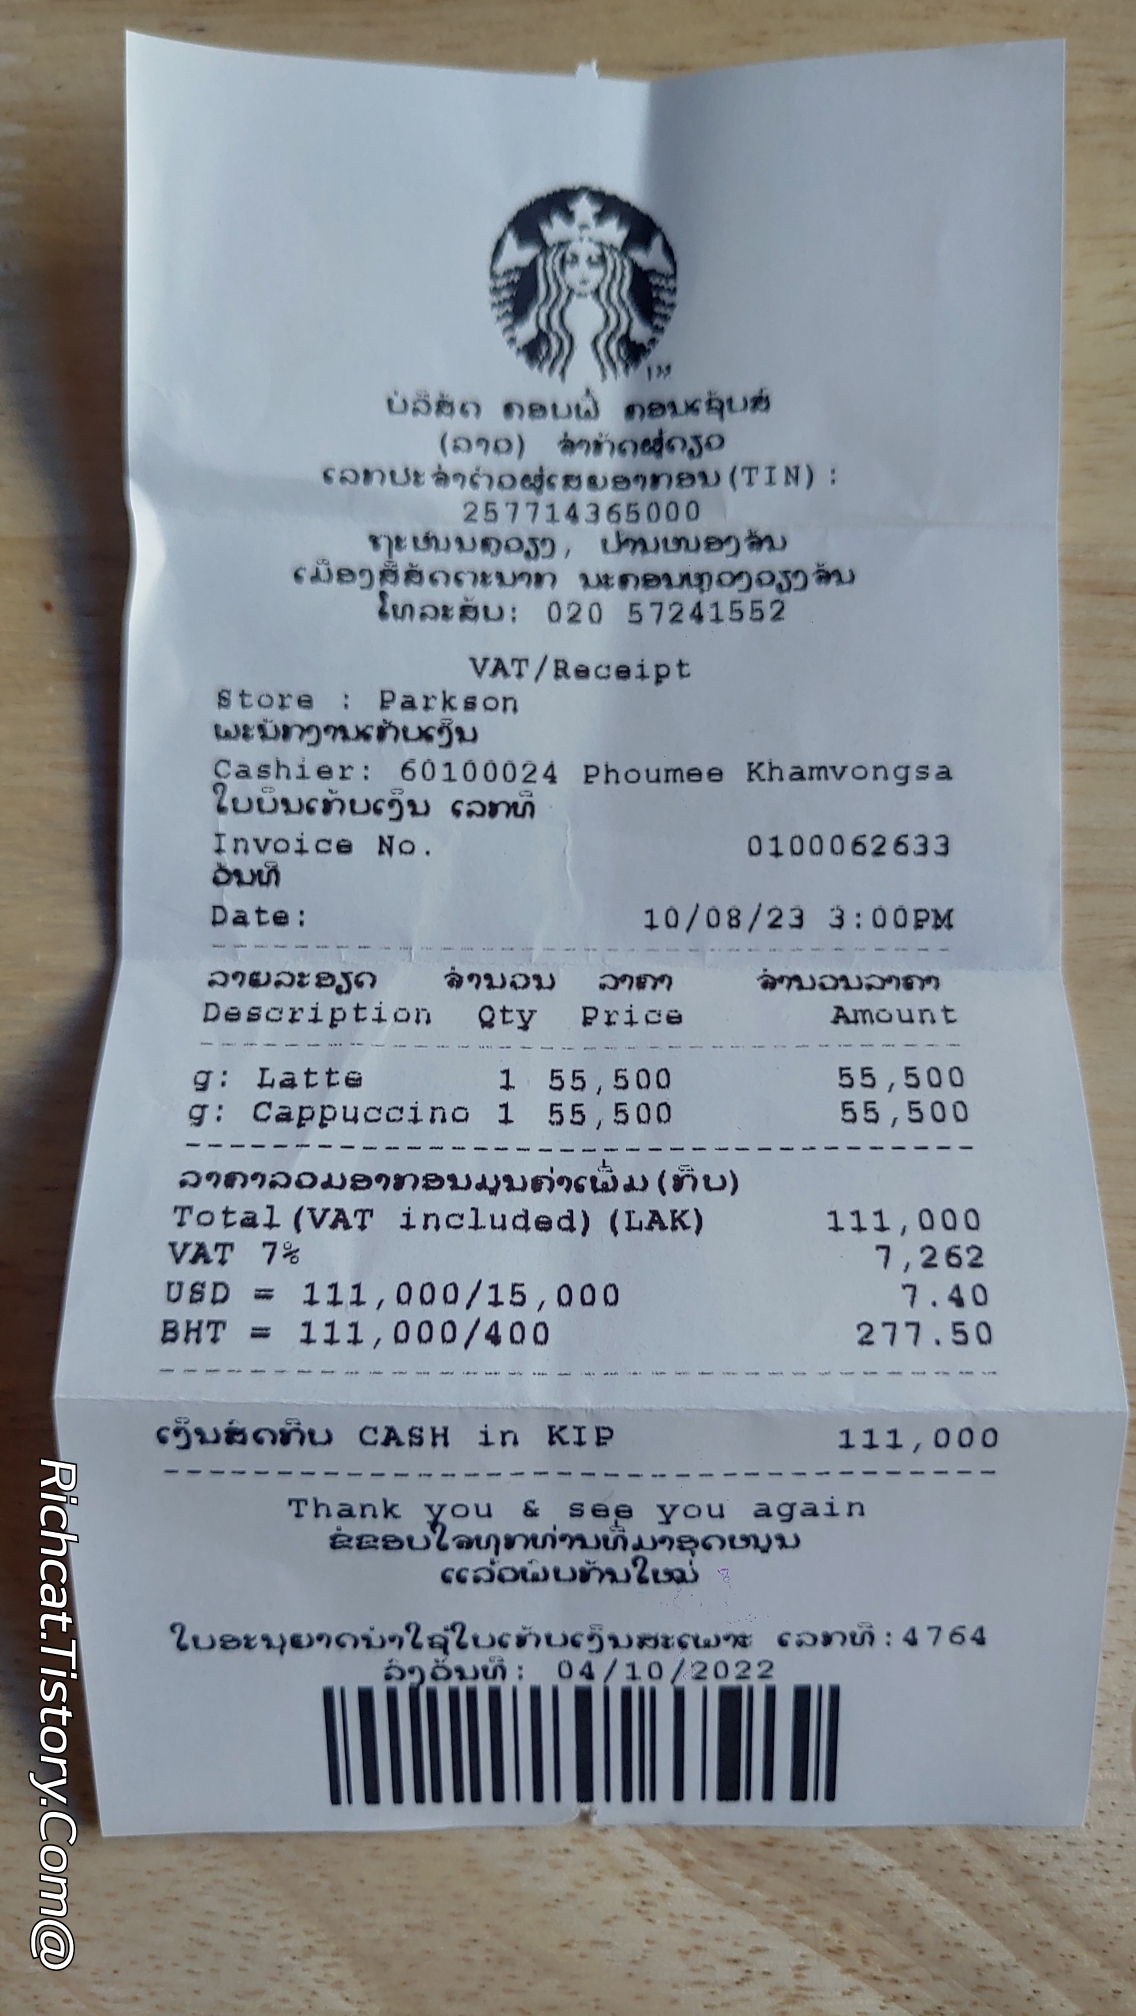 TM
ບໍລິສັດ ຄອບຟີ່ ຄອນເຊັບສ໌
(ລາວ) ຈຳກັດຜູ່ດຽວ
ເລກປະຈຳຕົວຜູ່ເສຍອາກອນ(TIN) :
257714365000
ຖະໜົນຄູວຽງ, ບ້ານໜອງຈັນ
ເມືອງສີສັດຕະນາກ ນະຄອນຫຼວງວຽງຈັນ
ໂທລະສັບ: 020 57241552
VAT/Receipt
Store : Parkson
ພະນັກງານເກັບເງິນ
Cashier: 60100024 Phoumee Khamvongsa
ໃບບິນເກັບເງິນ ເລກທີ
Invoice No. 0100062633
ວັນທີ
Date: 10/08/23 3:00PM
ລາຍລະອຽດ ຈຳນວນ ລາຄາ ຈຳນວນລາຄາ
Description Qty Price Amount
g: Latte 1 55,500 55,500
g: Cappuccino 1 55,500 55,500
ລາຄາລວມອາກອນມູນຄ່າເພີ່ມ(ກີບ)
Total(VAT included)(LAK) 111,000
VAT 7% 7,262
USD = 111,000/15,000 7.40
BHT = 111,000/400 277.50
ເງິນສົດກີບ CASH in KIP 111,000
Thank you & see you again
ຂໍຂອບໃຈທຸກທ່ານທີ່ມາອຸດໜູນ
ແລ້ວພົບກັນໃໝ່
ໃບອະນຸຍາດນຳໃຊ້ໃບເກັບເງິນສະເພາະ ເລກທີ:4764
ລົງວັນທີ: 04/10/2022
Richcat.Tistory.Com@